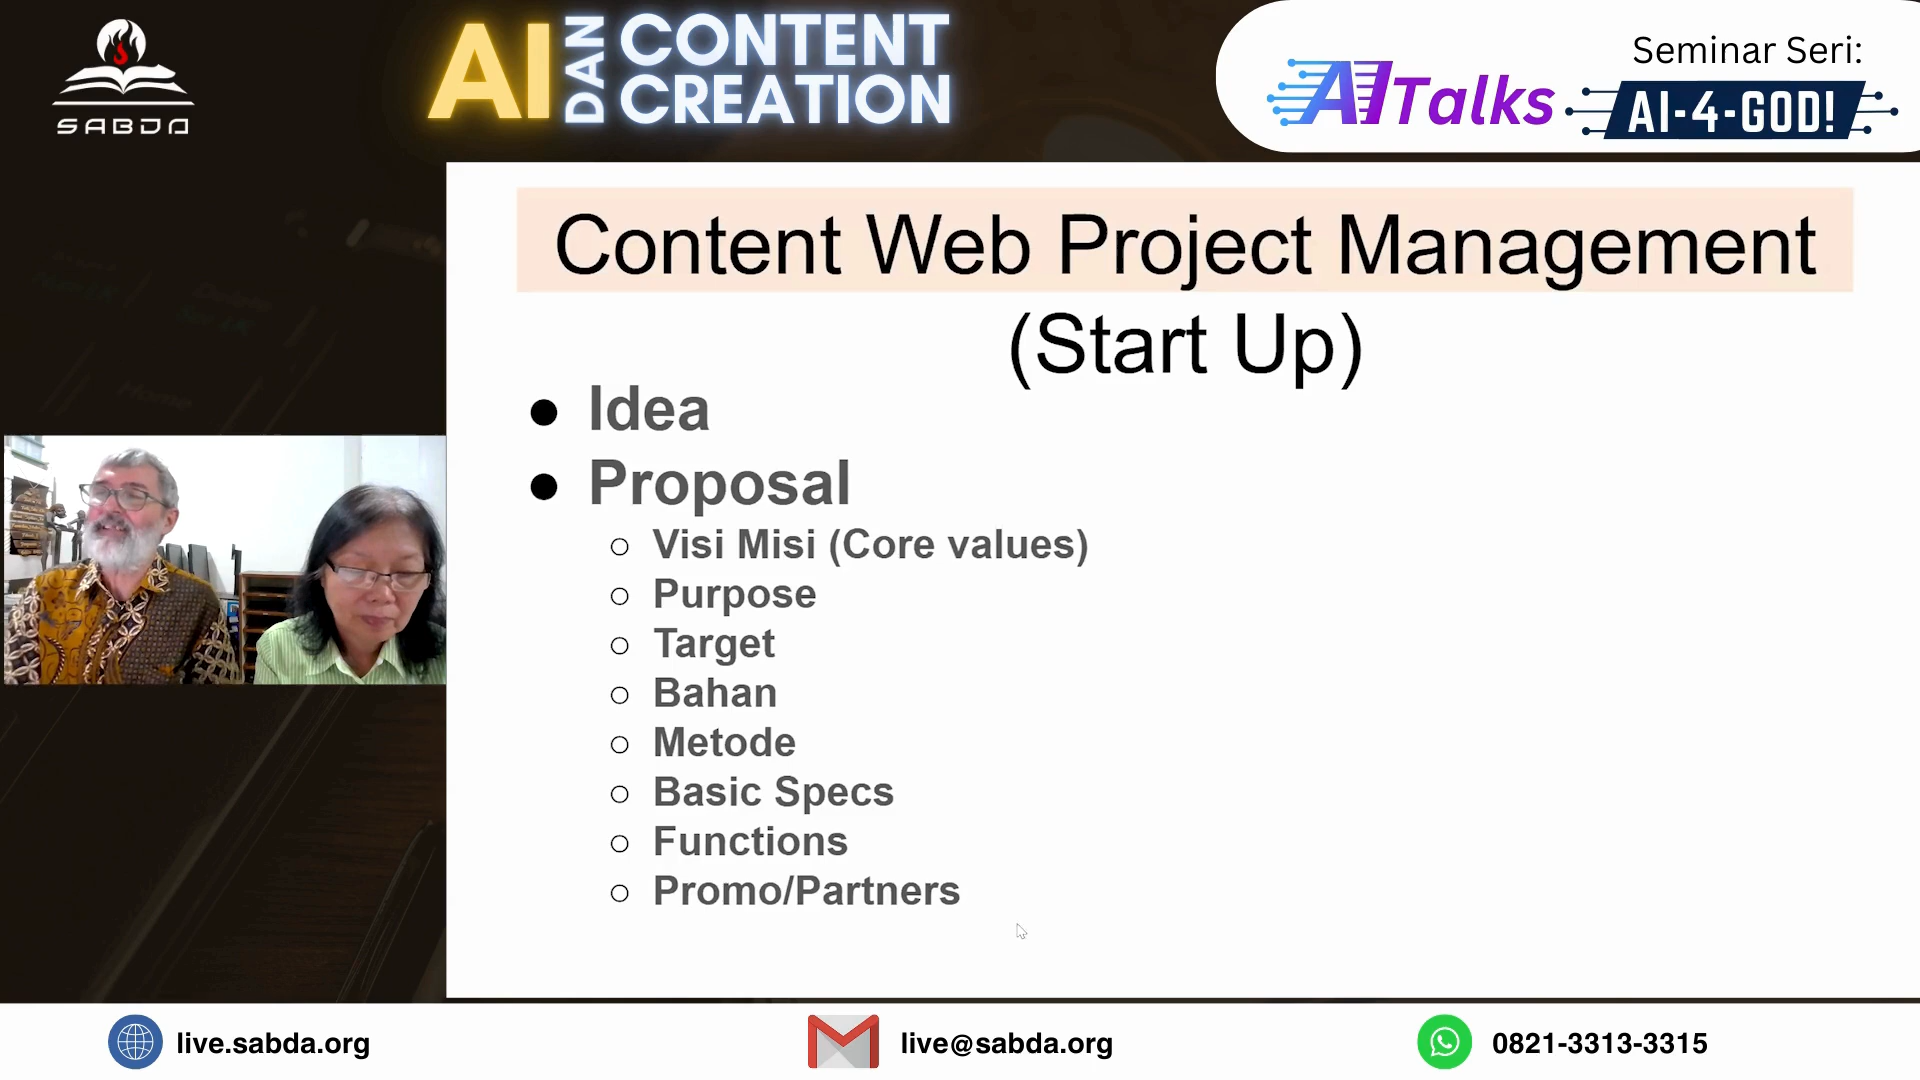 SABDA
AI DAN CONTENT CREATION
AI Talks
Seminar Seri:
AI-4-GOD!
Content Web Project Management
(Start Up)
● Idea
● Proposal
○ Visi Misi (Core values)
○ Purpose
○ Target
○ Bahan
○ Metode
○ Basic Specs
○ Functions
○ Promo/Partners
live.sabda.org
live@sabda.org
0821-3313-3315